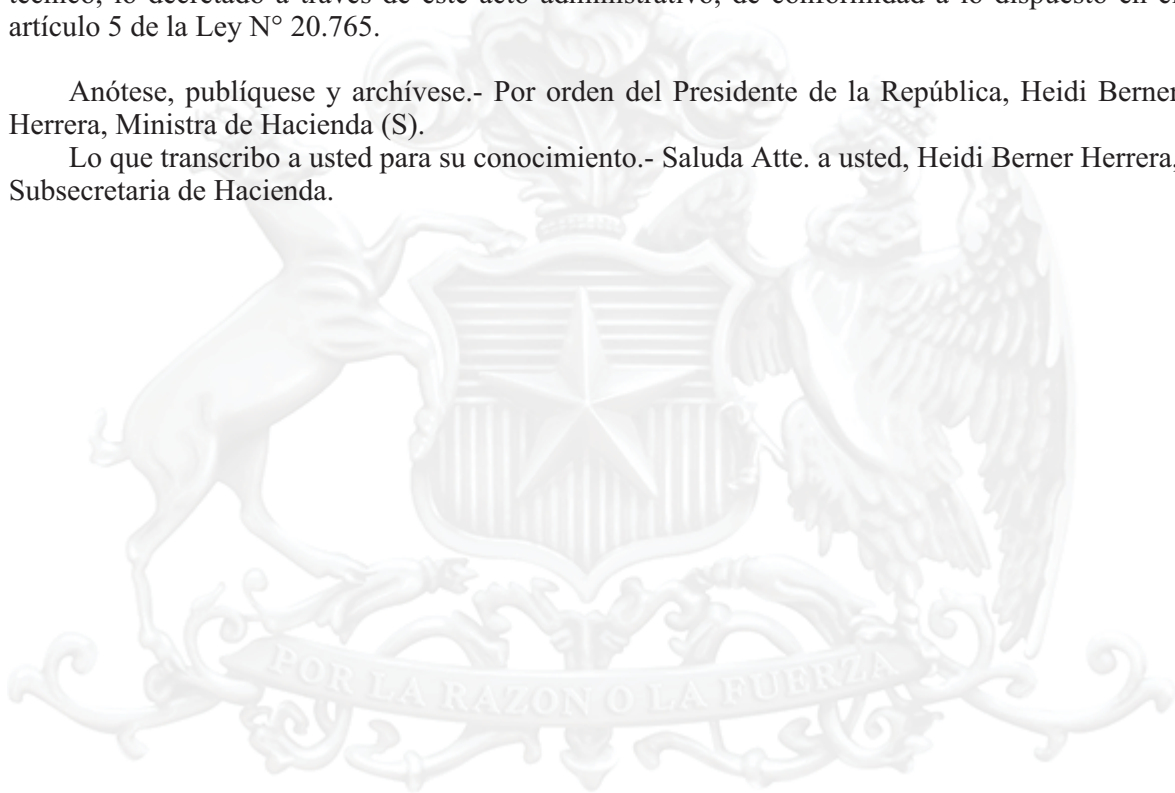 técnico, lo decretado a través de este acto administrativo, de conformidad a lo dispuesto en el
artículo 5 de la Ley N° 20.765.
Anótese, publíquese y archívese.- Por orden del Presidente de la República, Heidi Berner
Herrera, Ministra de Hacienda (S).
Lo que transcribo a usted para su conocimiento.- Saluda Atte. a usted, Heidi Berner Herrera,
Subsecretaria de Hacienda.
POR LA RAZON O LA FUERZA